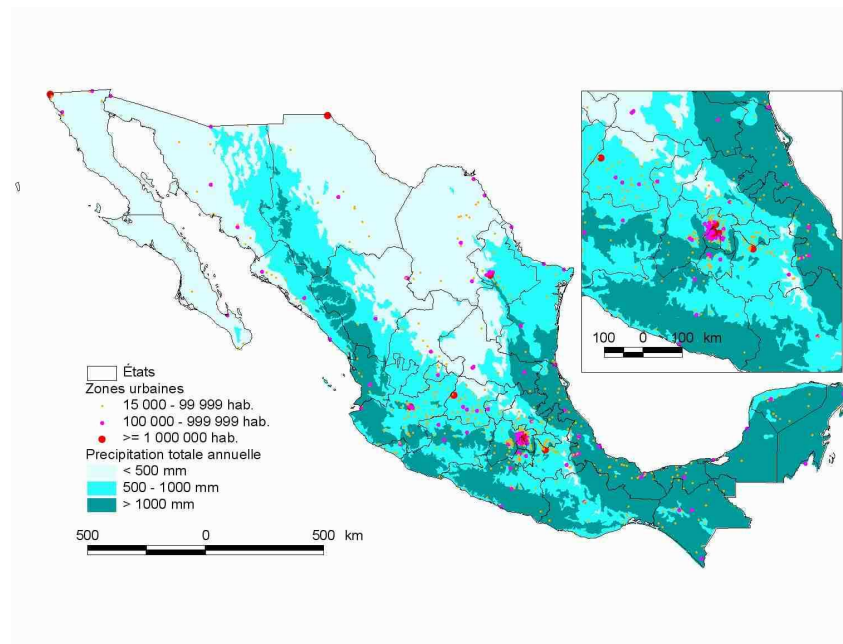 100 0 100 km
États
Zones urbaines
15 000 - 99 999 hab.
100 000 - 999 999 hab.
>= 1 000 000 hab.
Precipitation totale annuelle
< 500 mm
500 - 1000 mm
> 1000 mm
500 0 500 km